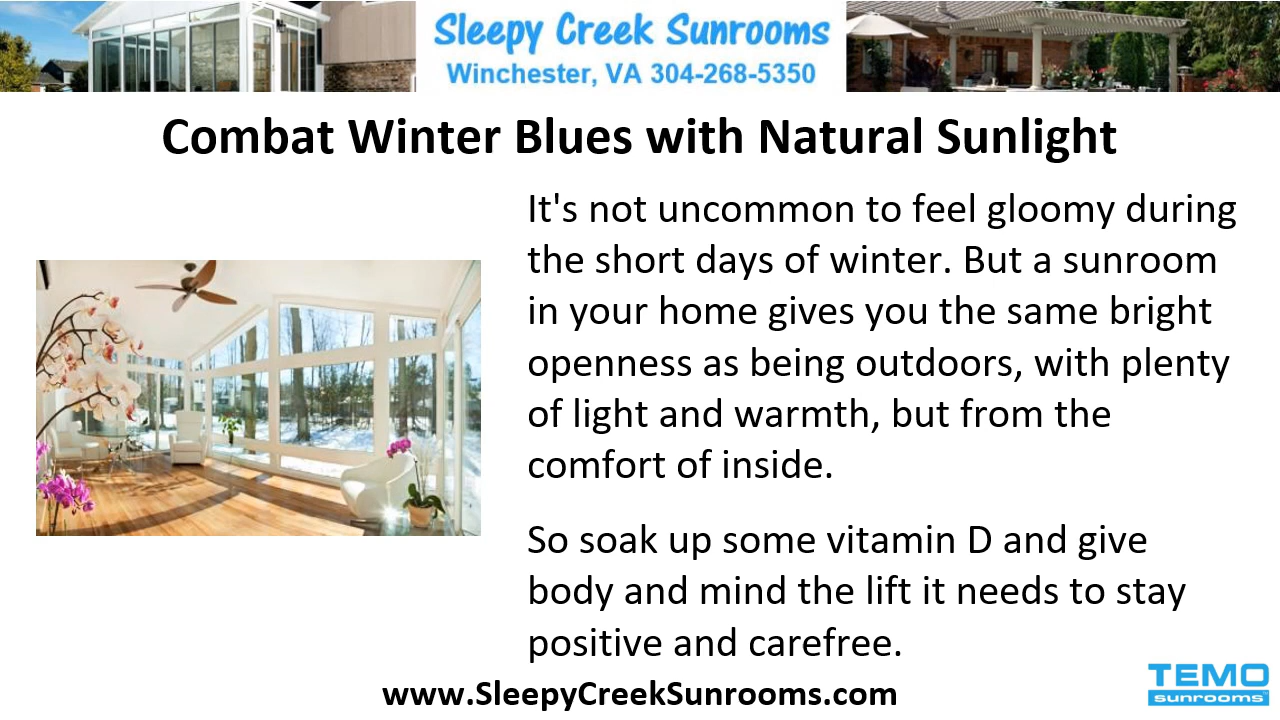 Sleepy Creek Sunrooms
Winchester, VA 304-268-5350
Combat Winter Blues with Natural Sunlight
It's not uncommon to feel gloomy during
the short days of winter. But a sunroom
in your home gives you the same bright
openness as being outdoors, with plenty
of light and warmth, but from the
comfort of inside.
So soak up some vitamin D and give
body and mind the lift it needs to stay
positive and carefree.
www.SleepyCreekSunrooms.com
TEMO
sunrooms™